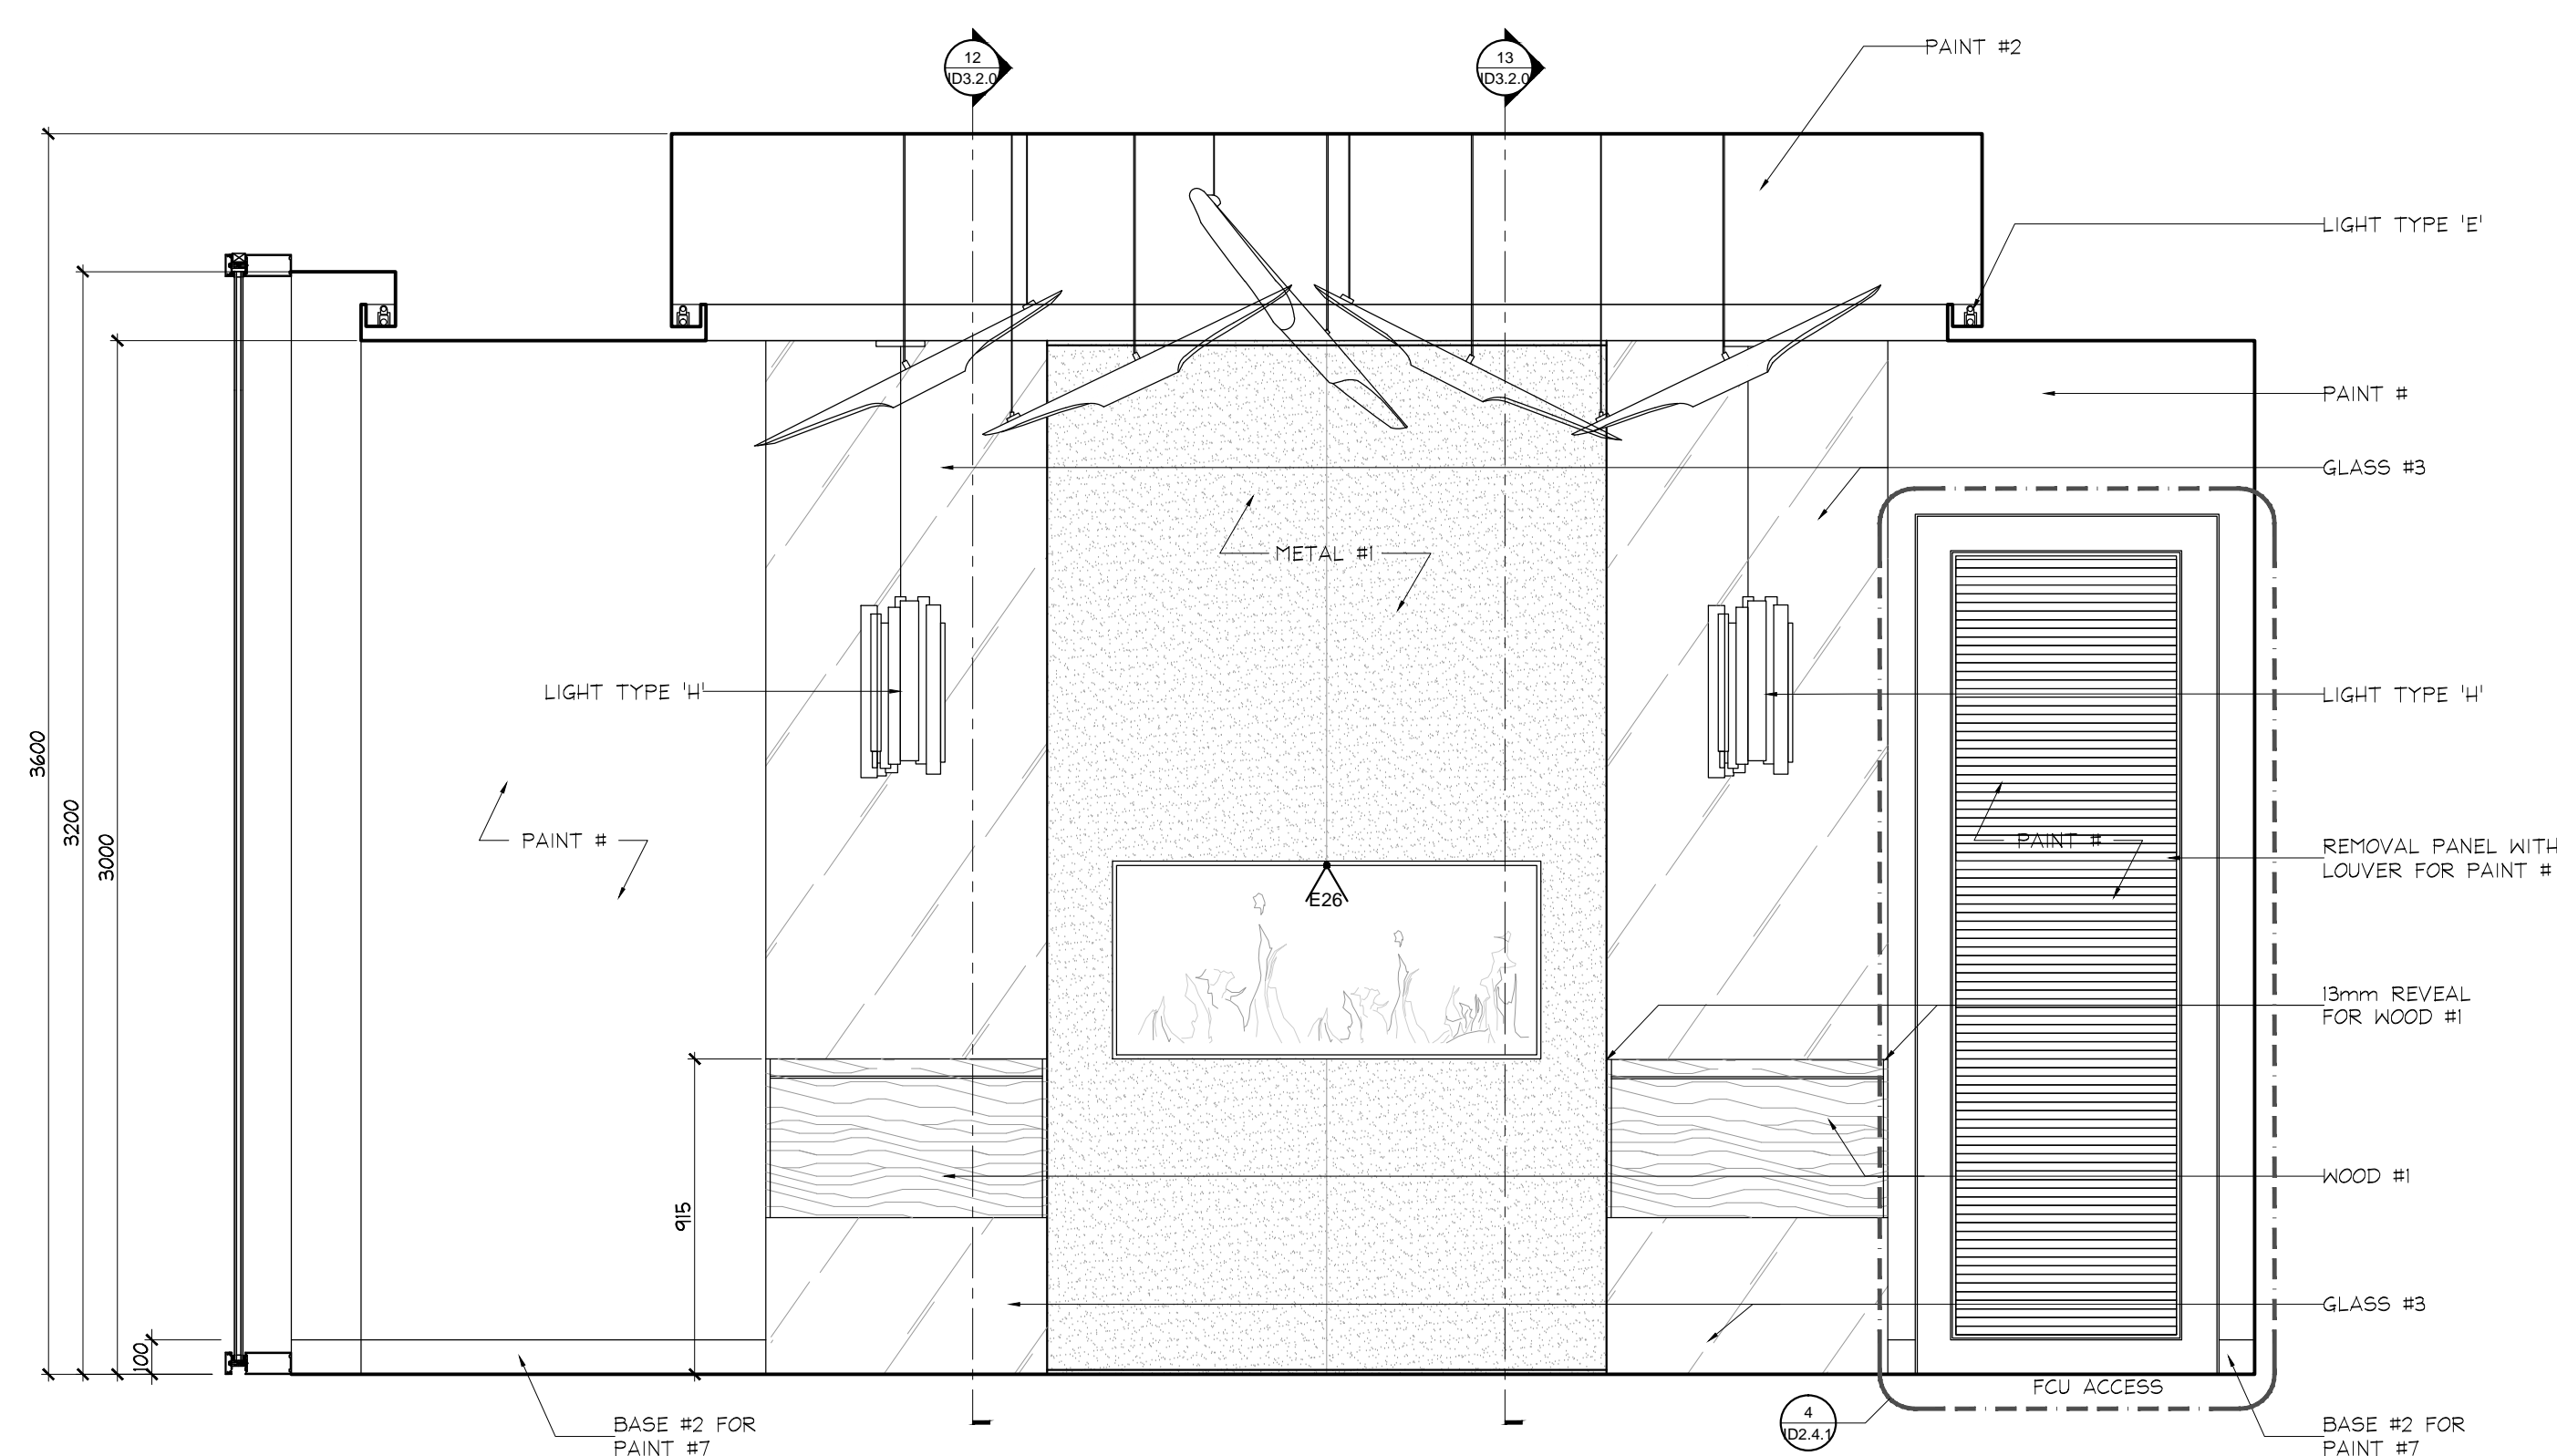 12
ID3.2.0
13
ID3.2.0
PAINT #2
LIGHT TYPE 'E'
PAINT #
GLASS #3
METAL #1
LIGHT TYPE 'H'
LIGHT TYPE 'H'
3600
3200
3000
PAINT #
PAINT #
REMOVAL PANEL WITH
LOUVER FOR PAINT #
E26
13mm REVEAL
FOR WOOD #1
WOOD #1
915
GLASS #3
100
FCU ACCESS
4
ID2.4.1
BASE #2 FOR
PAINT #7
BASE #2 FOR
PAINT #7